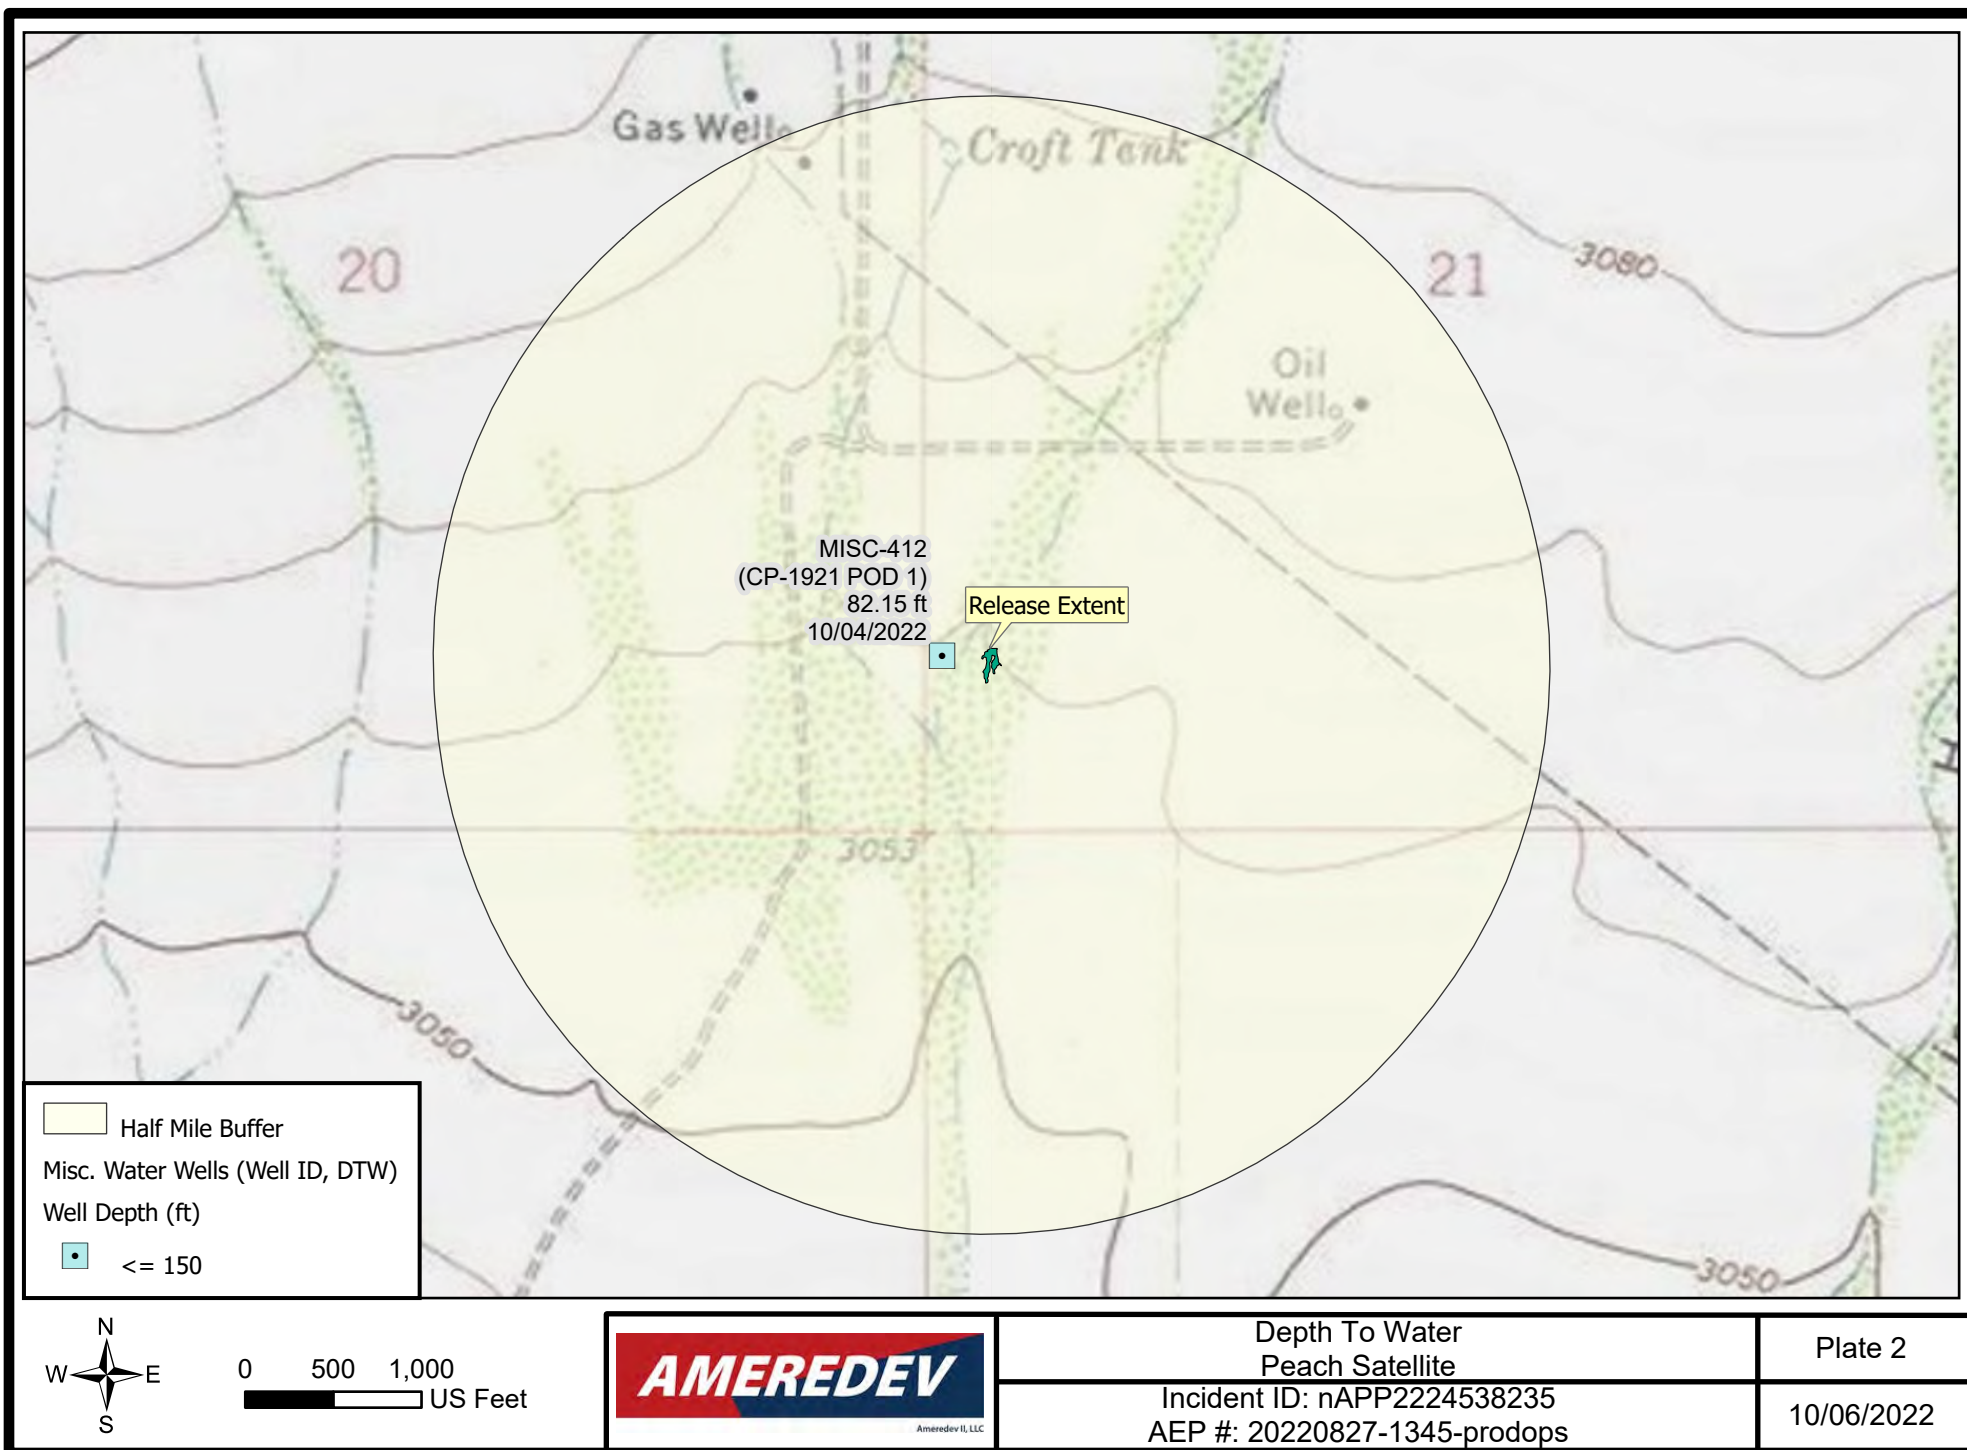 Gas Well
Croft Tank
20
21
3080
Oil
Well
MISC-412
(CP-1921 POD 1)
82.15 ft
10/04/2022
Release Extent
3053
3050
3050
Half Mile Buffer
Misc. Water Wells (Well ID, DTW)
Well Depth (ft)
<= 150
N
W E
S
0 500 1,000
US Feet
AMEREDEV
Ameredev II, LLC
Depth To Water
Peach Satellite
Incident ID: nAPP2224538235
AEP #: 20220827-1345-prodops
Plate 2
10/06/2022